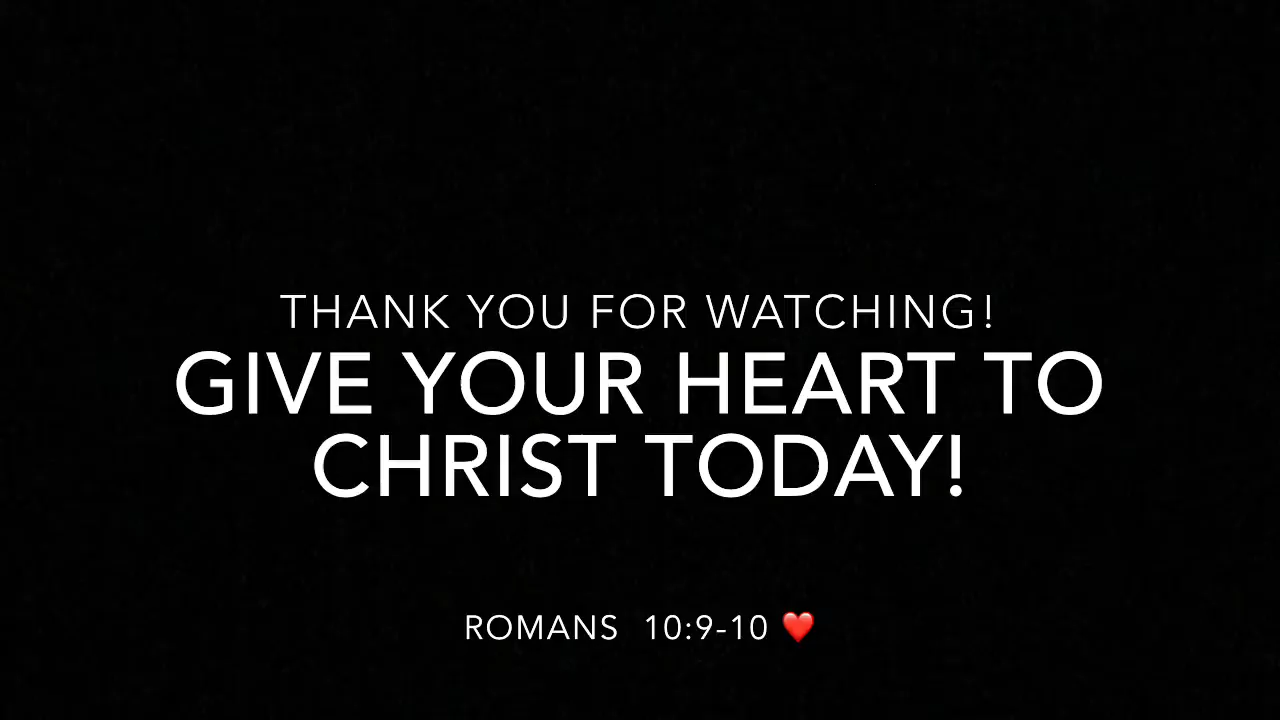 THANK YOU FOR WATCHING!
GIVE YOUR HEART TO
CHRIST TODAY!
ROMANS 10:9-10 ❤️